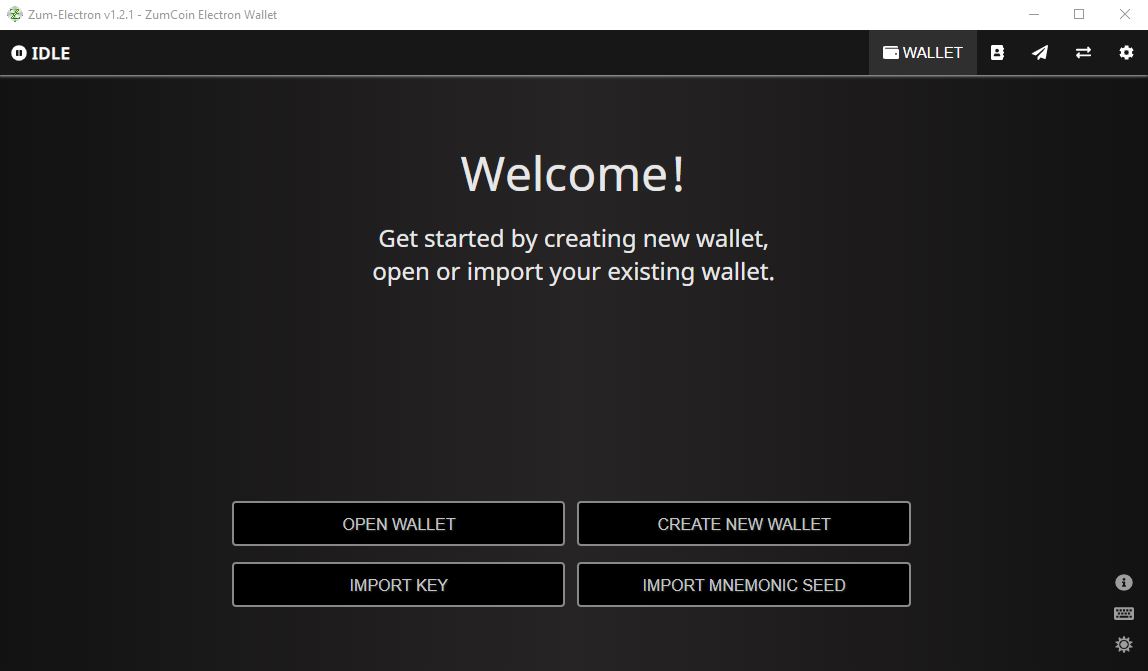 Zum-Electron v1.2.1 - ZumCoin Electron Wallet
IDLE
WALLET
Welcome!
Get started by creating new wallet,
open or import your existing wallet.
OPEN WALLET
CREATE NEW WALLET
IMPORT KEY
IMPORT MNEMONIC SEED